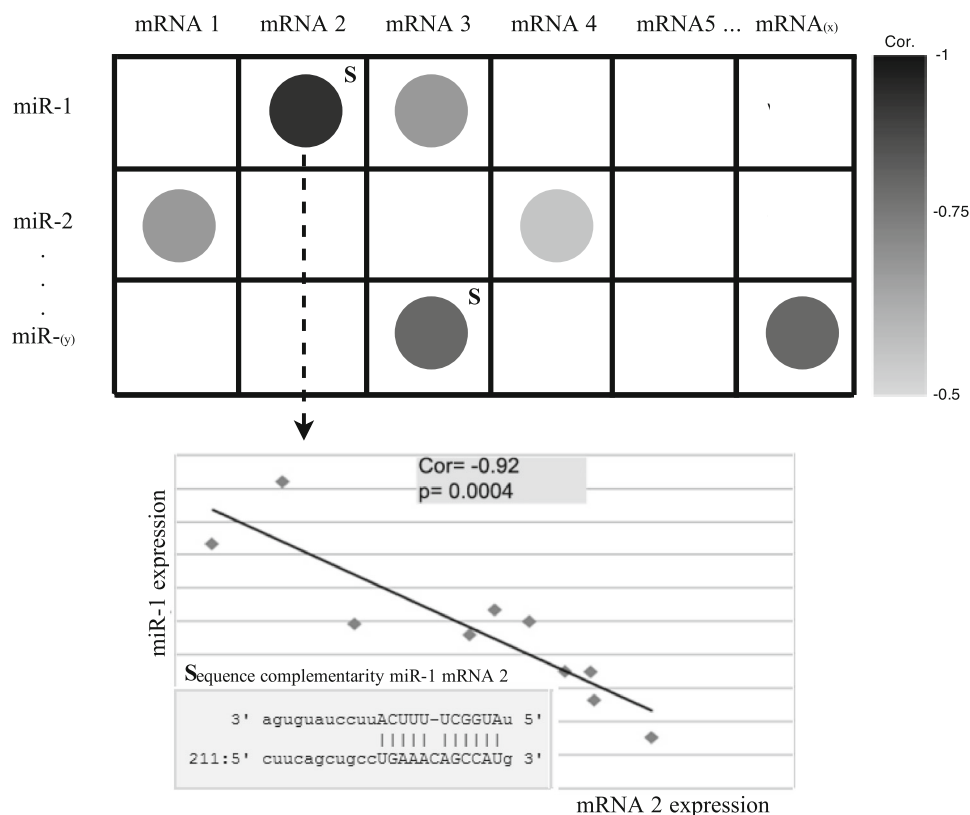 mRNA 1 mRNA 2 mRNA 3 mRNA 4 mRNA5 ... mRNA(x)
Cor.
-1
S
miR-1
-0.75
miR-2
.
.
.
S
miR-(y)
-0.5
Cor= -0.92
p= 0.0004
miR-1 expression
Sequence complementarity miR-1 mRNA 2
3' aguguauccuuACUUU-UCGGUAu 5'
||||| ||||||
211:5' cuucagcugccUGAAACAGCCAUg 3'
mRNA 2 expression